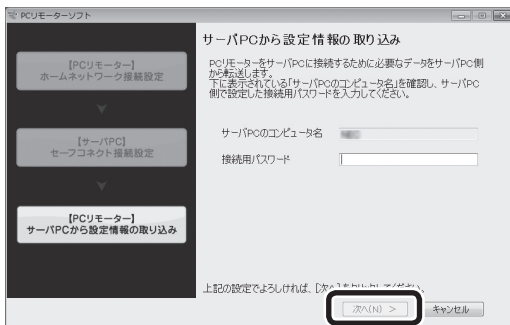 PCリモーターソフト
サーバPCから設定情報の取り込み
PCリモーターをサーバPCに接続するために必要なデータをサーバPC側
から転送します。
下に表示されている「サーバPCのコンピュータ名」を確認し、サーバPC
側で設定した接続用パスワードを入力してください。
【PCリモーター】
ホームネットワーク接続設定
【サーバPC】
セーフコネクト接続設定
【PCリモーター】
サーバPCから設定情報の取り込み
サーバPCのコンピュータ名
接続用パスワード
上記の設定でよろしければ、[次へ]をクリックしてください。
次へ(N) >
キャンセル